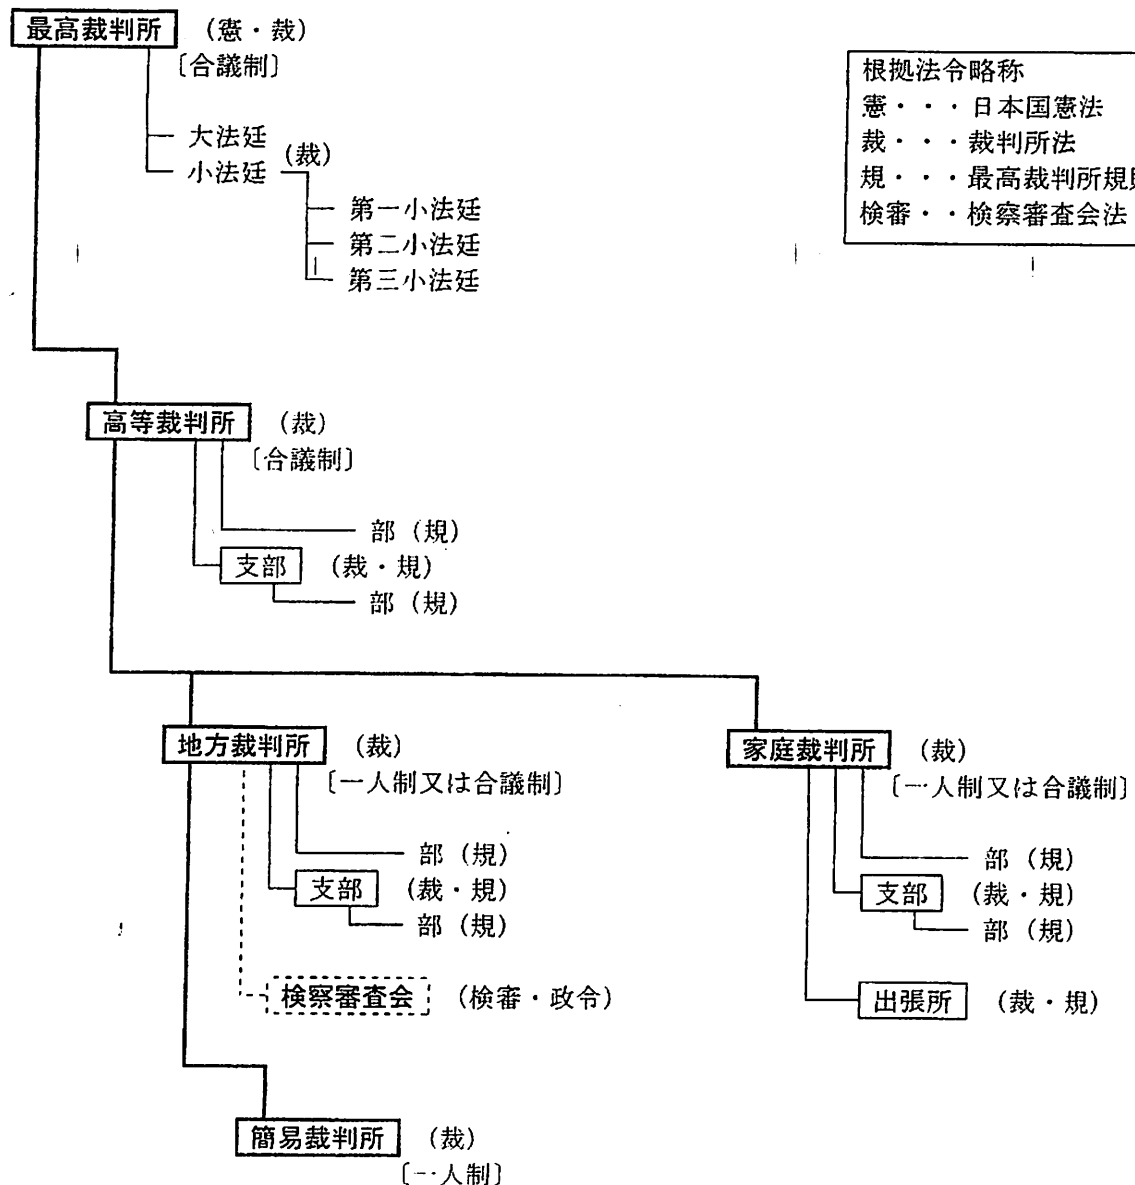 最高裁判所 (憲・裁)
〔合議制〕
大法廷
小法廷 (裁)
第一小法廷
第二小法廷
第三小法廷
根拠法令略称
憲・・・日本国憲法
裁・・・裁判所法
規・・・最高裁判所規則
検審・・検察審査会法
高等裁判所 (裁)
〔合議制〕
部 (規)
支部 (裁・規)
部 (規)
地方裁判所 (裁)
〔一人制又は合議制〕
部 (規)
支部 (裁・規)
部 (規)
検察審査会 (検審・政令)
家庭裁判所 (裁)
〔一人制又は合議制〕
部 (規)
支部 (裁・規)
部 (規)
出張所 (裁・規)
簡易裁判所 (裁)
〔一人制〕